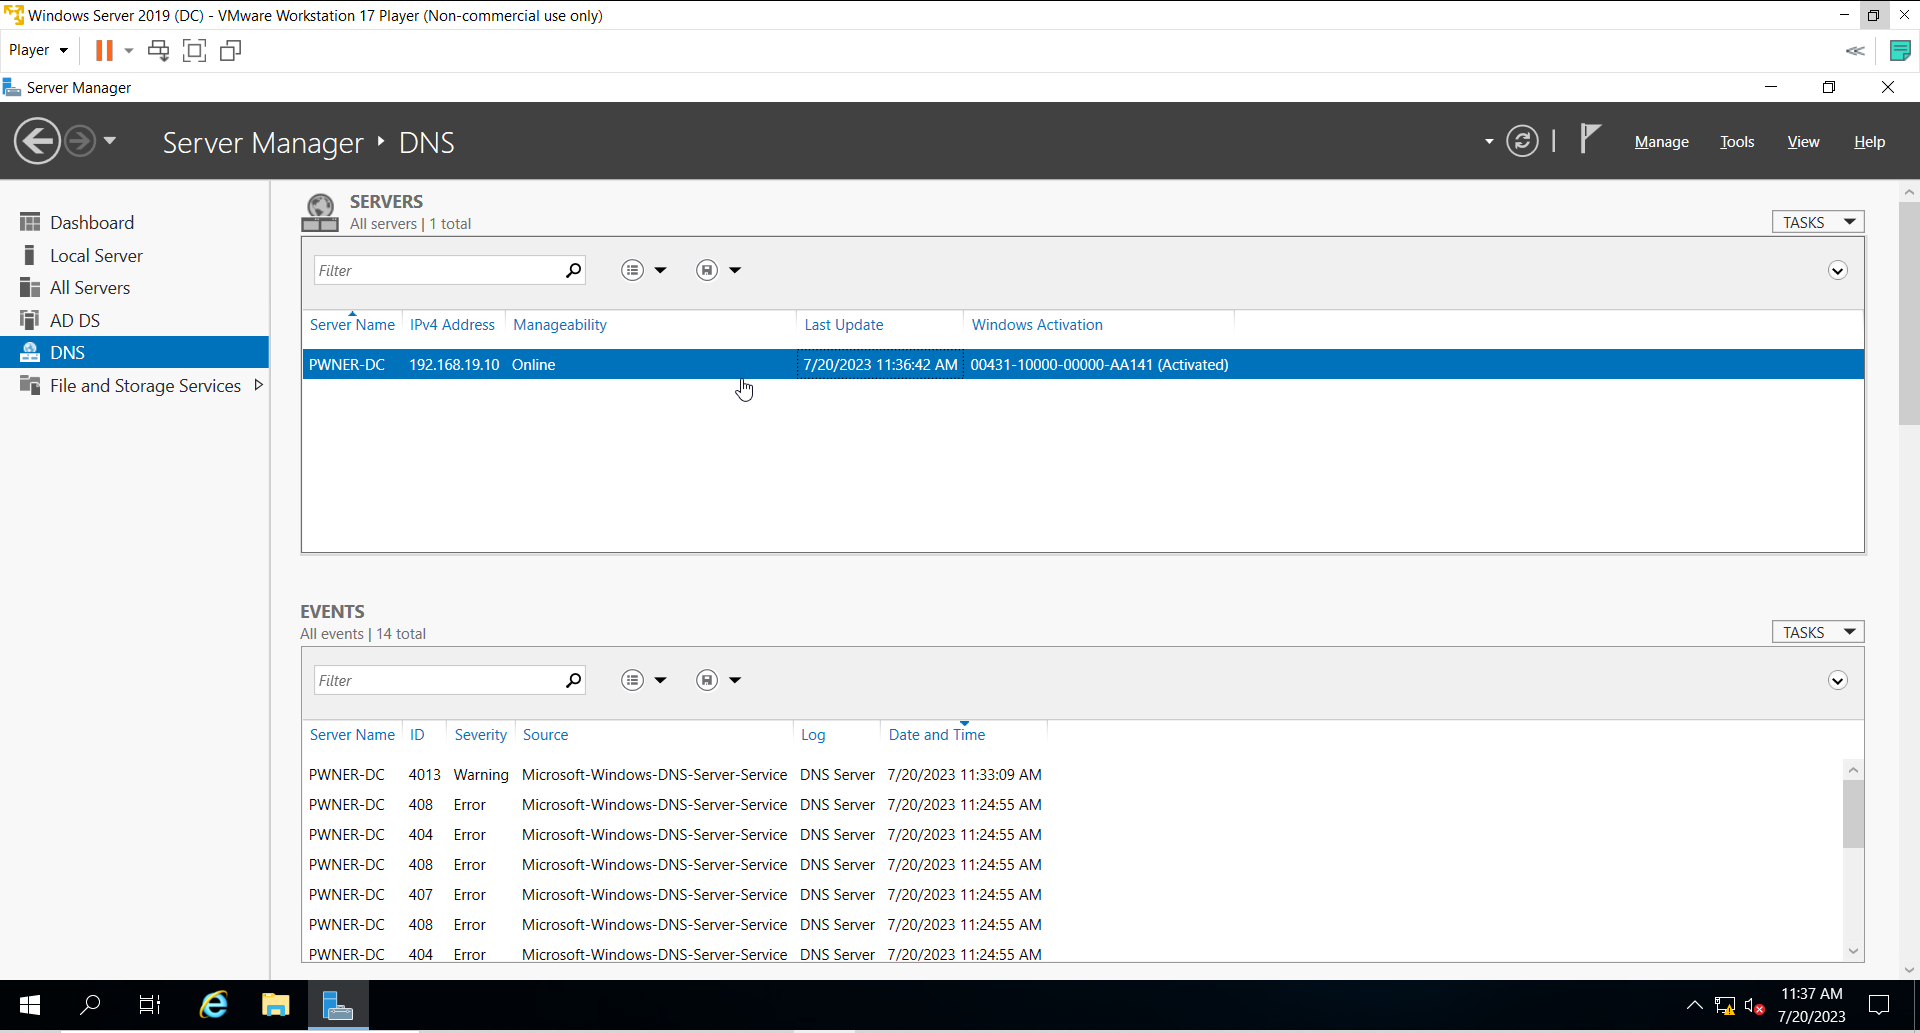 Windows Server 2019 (DC) - VMware Workstation 17 Player (Non-commercial use only)
Player
Server Manager
Server Manager DNS
Manage Tools View Help
Dashboard
Local Server
All Servers
AD DS
DNS
File and Storage Services
SERVERS
All servers | 1 total
TASKS
Filter
Server Name IPv4 Address Manageability Last Update Windows Activation
PWNER-DC 192.168.19.10 Online 7/20/2023 11:36:42 AM 00431-10000-00000-AA141 (Activated)
EVENTS
All events | 14 total
TASKS
Filter
Server Name ID Severity Source Log Date and Time
PWNER-DC 4013 Warning Microsoft-Windows-DNS-Server-Service DNS Server 7/20/2023 11:33:09 AM
PWNER-DC 408 Error Microsoft-Windows-DNS-Server-Service DNS Server 7/20/2023 11:24:55 AM
PWNER-DC 404 Error Microsoft-Windows-DNS-Server-Service DNS Server 7/20/2023 11:24:55 AM
PWNER-DC 408 Error Microsoft-Windows-DNS-Server-Service DNS Server 7/20/2023 11:24:55 AM
PWNER-DC 407 Error Microsoft-Windows-DNS-Server-Service DNS Server 7/20/2023 11:24:55 AM
PWNER-DC 408 Error Microsoft-Windows-DNS-Server-Service DNS Server 7/20/2023 11:24:55 AM
PWNER-DC 404 Error Microsoft-Windows-DNS-Server-Service DNS Server 7/20/2023 11:24:55 AM
11:37 AM
7/20/2023